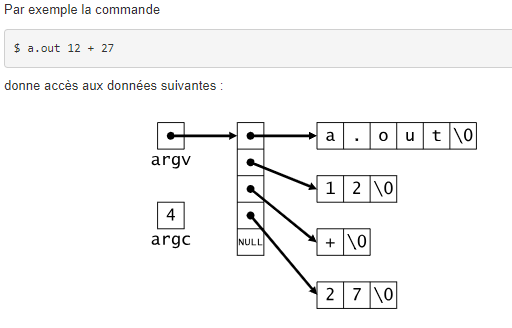 Par exemple la commande
$ a.out 12 + 27
donne accès aux données suivantes :
a . o u t \0
argv
1 2 \0
4
argc
NULL
+ \0
2 7 \0